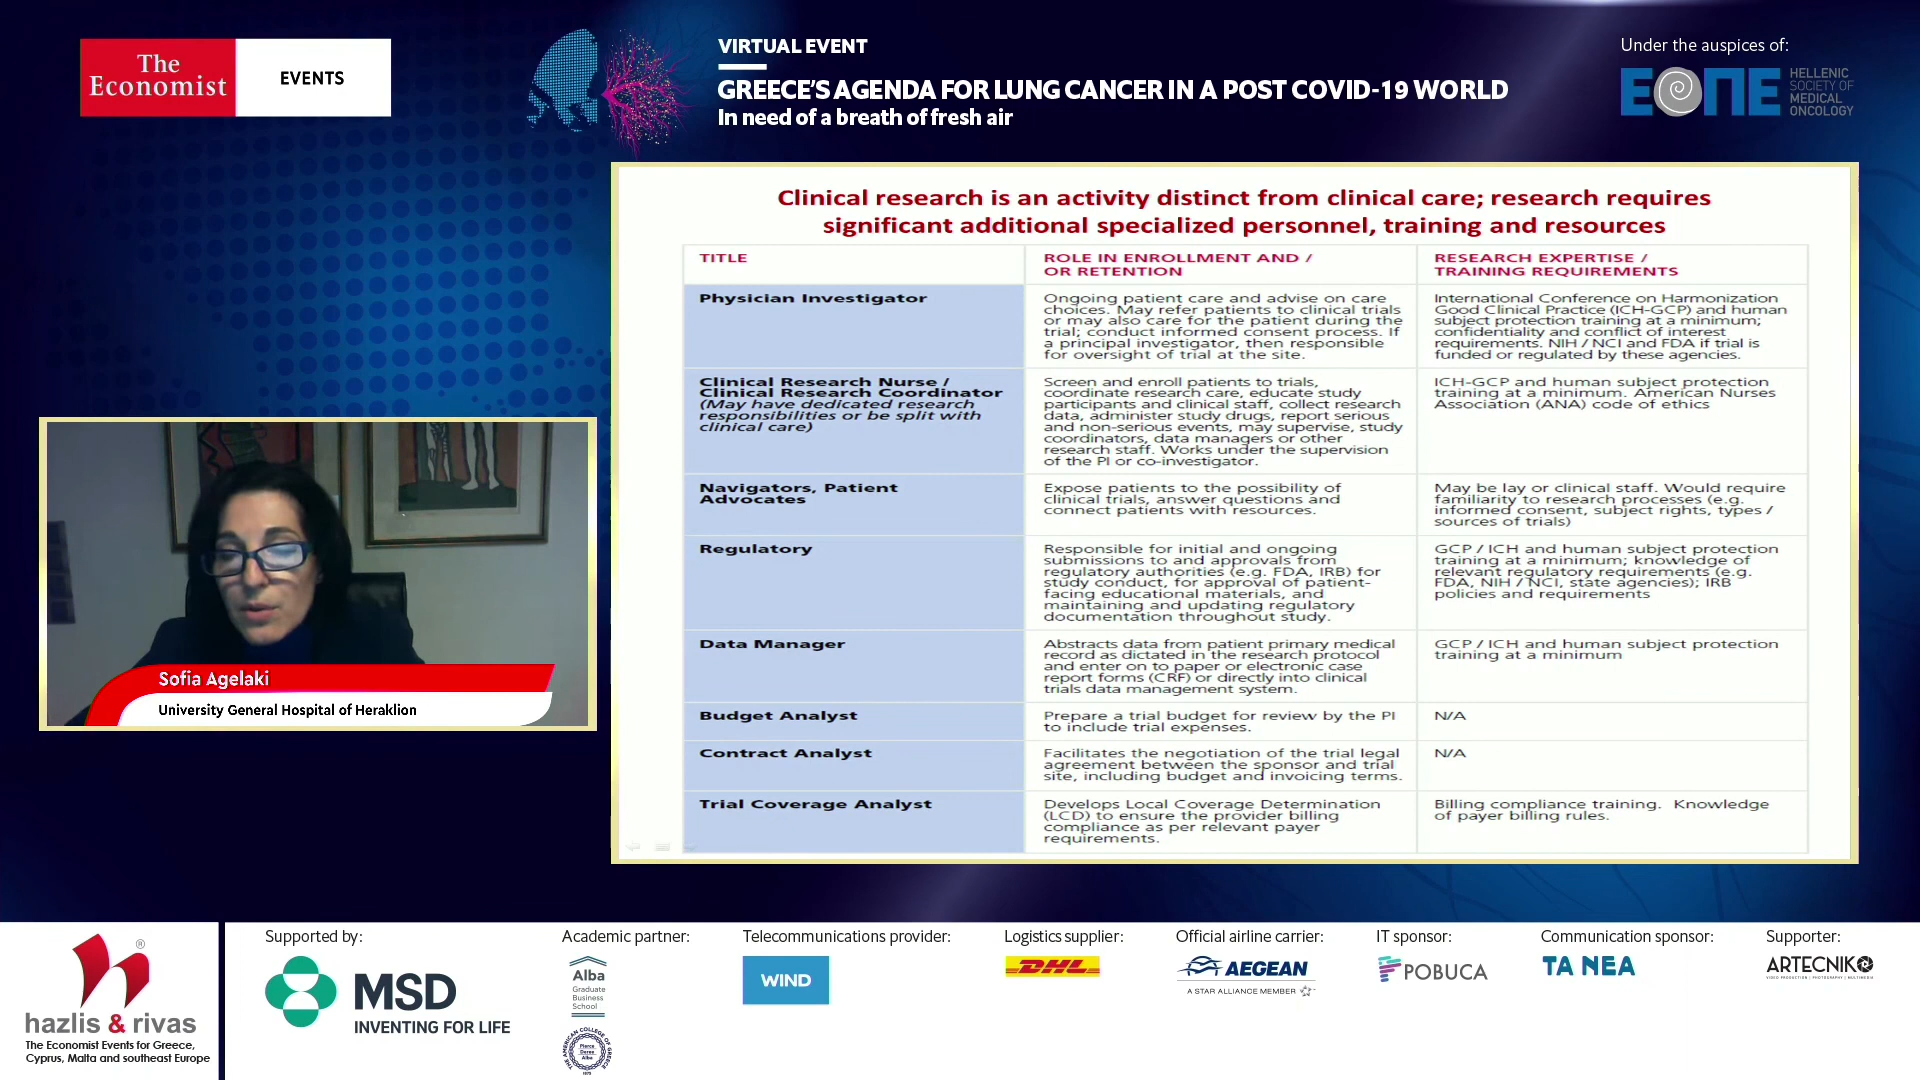 The
Economist
EVENTS
VIRTUAL EVENT
GREECE'S AGENDA FOR LUNG CANCER IN A POST COVID-19 WORLD
In need of a breath of fresh air
Under the auspices of:
ΕΟΠΕ
HELLENIC
SOCIETY OF
MEDICAL
ONCOLOGY
Clinical research is an activity distinct from clinical care; research requires
significant additional specialized personnel, training and resources
TITLE
ROLE IN ENROLLMENT AND /
OR RETENTION
RESEARCH EXPERTISE /
TRAINING REQUIREMENTS
Physician Investigator
Ongoing patient care and advise on care
choices. May refer patients to clinical trials
or may also care for the patient during the
trial; conduct informed consent process. If
a principal investigator, then responsible
for oversight of trial at the site.
International Conference on Harmonization
Good Clinical Practice (ICH-GCP) and human
subject protection training at a minimum;
confidentiality and conflict of interest
requirements. NIH / NCI and FDA if trial is
funded or regulated by these agencies.
Clinical Research Nurse /
Clinical Research Coordinator
(May have dedicated research
responsibilities or be split with
clinical care)
Screen and enroll patients to trials,
coordinate research care, educate study
participants and clinical staff, collect research
data, administer study drugs, report serious
and non-serious events, may supervise, study
coordinators, data managers or other
research staff. Works under the supervision
of the PI or co-investigator.
ICH-GCP and human subject protection
training at a minimum. American Nurses
Association (ANA) code of ethics
Navigators, Patient
Advocates
Expose patients to the possibility of
clinical trials, answer questions and
connect patients with resources.
May be lay or clinical staff. Would require
familiarity to research processes (e.g.
informed consent, subject rights, types /
sources of trials)
Regulatory
Responsible for initial and ongoing
submissions to and approvals from
regulatory authorities (e.g. FDA, IRB) for
study conduct, for approval of patient-
facing educational materials, and
maintaining and updating regulatory
documentation throughout study.
GCP / ICH and human subject protection
training at a minimum; knowledge of
relevant regulatory requirements (e.g.
FDA, NIH / NCI, state agencies); IRB
policies and requirements
Data Manager
Abstracts data from patient primary medical
record as dictated in the research protocol
and enter on to paper or electronic case
report forms (CRF) or directly into clinical
trials data management system.
GCP / ICH and human subject protection
training at a minimum
Budget Analyst
Prepare a trial budget for review by the PI
to include trial expenses.
N/A
Contract Analyst
Facilitates the negotiation of the trial legal
agreement between the sponsor and trial
site, including budget and invoicing terms.
N/A
Trial Coverage Analyst
Develops Local Coverage Determination
(LCD) to ensure the provider billing
compliance as per relevant payer
requirements.
Billing compliance training. Knowledge
of payer billing rules.
Sofia Agelaki
University General Hospital of Heraklion
®
hazlis & rivas
The Economist Events for Greece,
Cyprus, Malta and southeast Europe
Supported by:
MSD
INVENTING FOR LIFE
Academic partner:
Alba
Graduate
Business
School
THE AMERICAN COLLEGE OF GREECE
Pierce
Deree
Alba
1875
Telecommunications provider:
WIND
Logistics supplier:
DHL
Official airline carrier:
AEGEAN
A STAR ALLIANCE MEMBER
IT sponsor:
POBUCA
Communication sponsor:
TA NEA
Supporter:
ARTECNIKO
VIDEO PRODUCTION | PHOTOGRAPHY | MULTIMEDIA